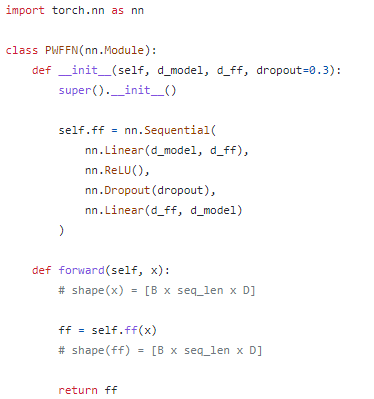 import torch.nn as nn
class PWFFN(nn.Module):
    def __init__(self, d_model, d_ff, dropout=0.3):
        super().__init__()
        self.ff = nn.Sequential(
            nn.Linear(d_model, d_ff),
            nn.ReLU(),
            nn.Dropout(dropout),
            nn.Linear(d_ff, d_model)
        )
    def forward(self, x):
        # shape(x) = [B x seq_len x D]
        ff = self.ff(x)
        # shape(ff) = [B x seq_len x D]
        return ff